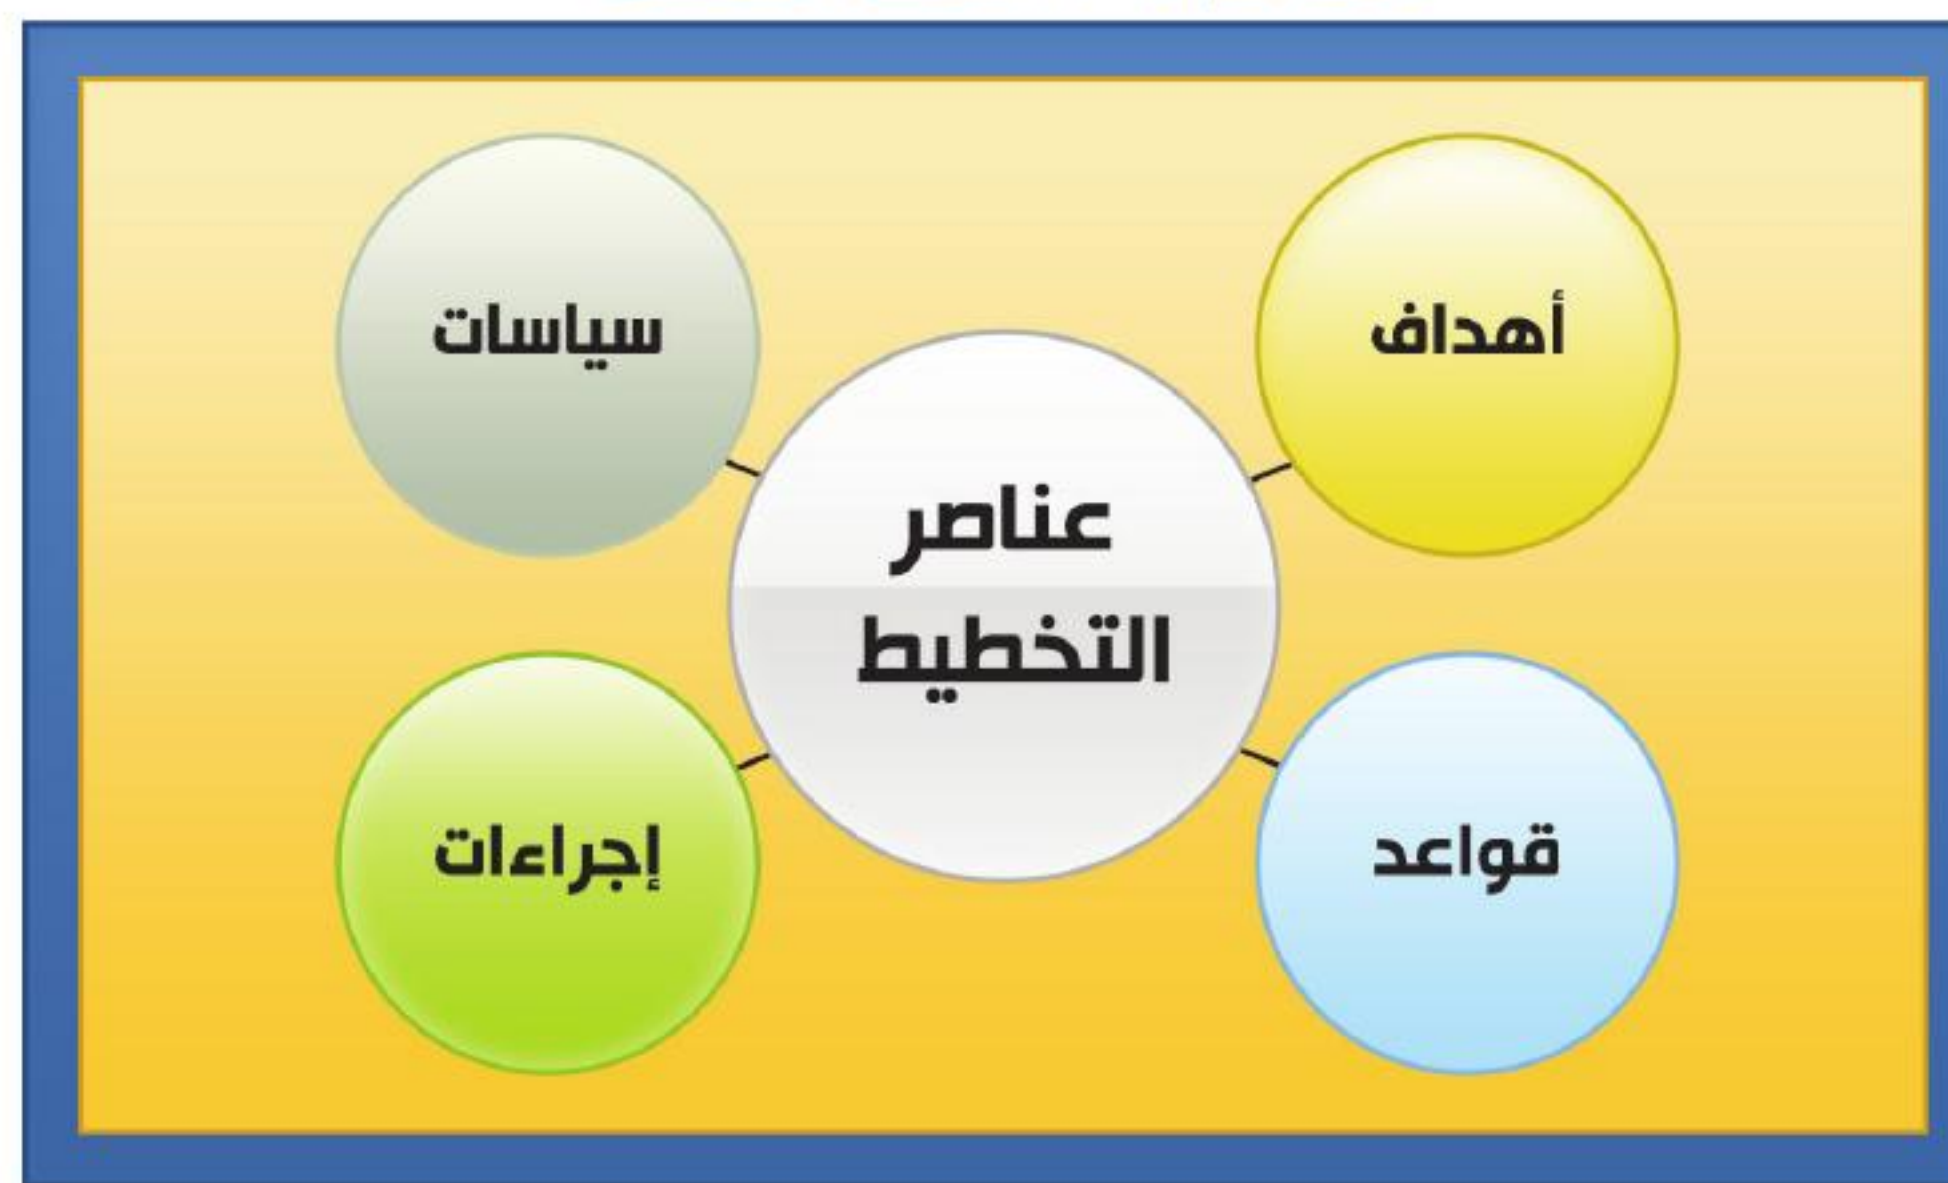 أهداف
سياسات
عناصر
التخطيط
قواعد
إجراءات